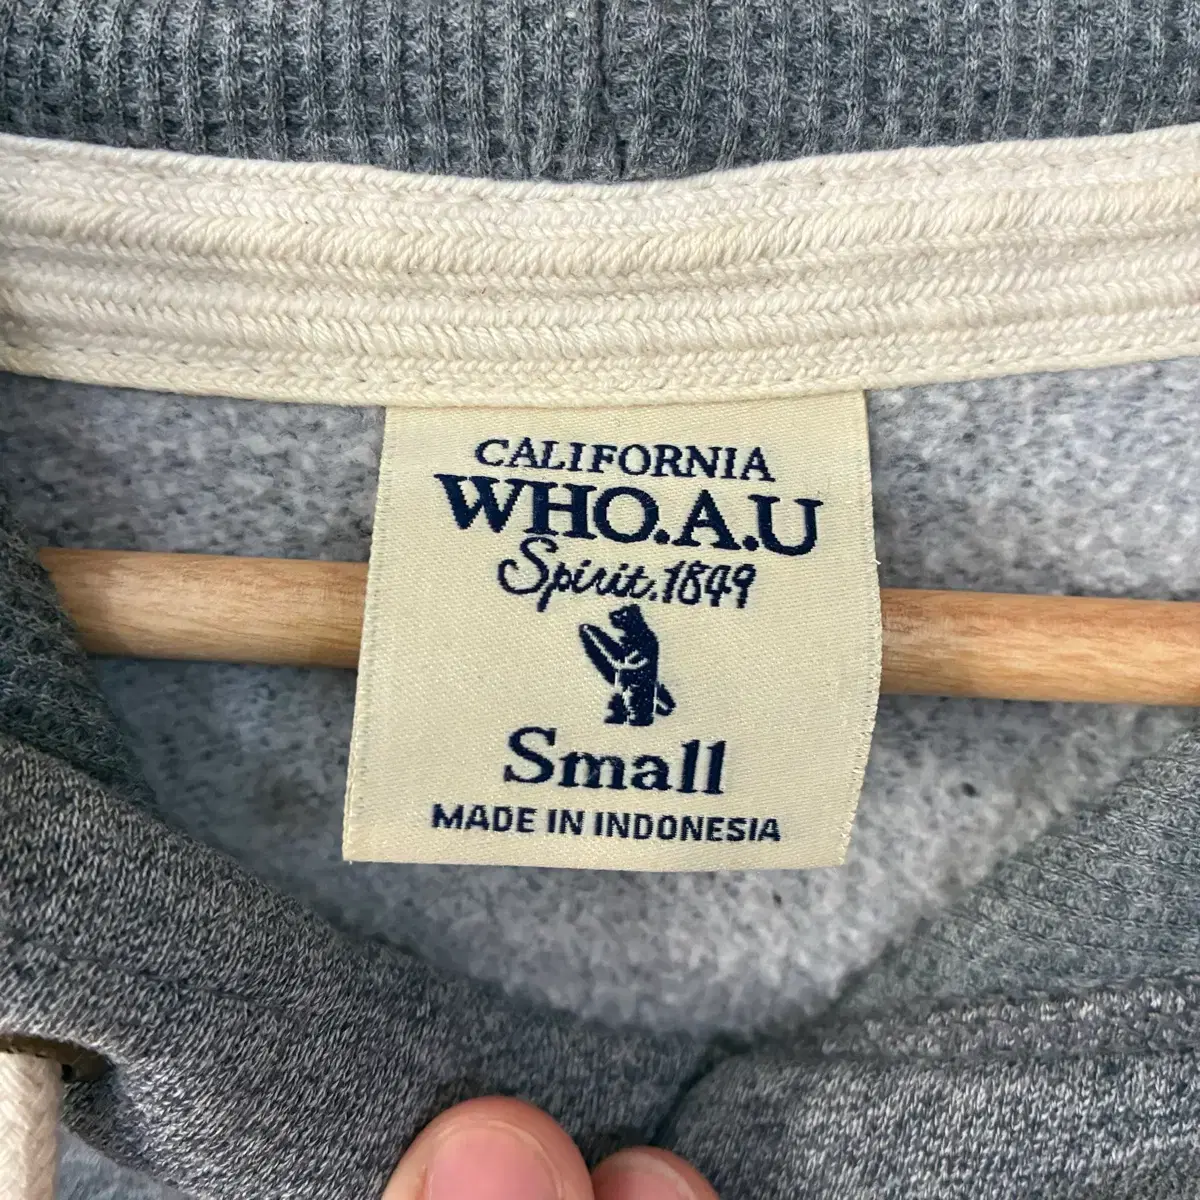 CALIFORNIA
WHO.A.U
Spirit.1849
Small
MADE IN INDONESIA